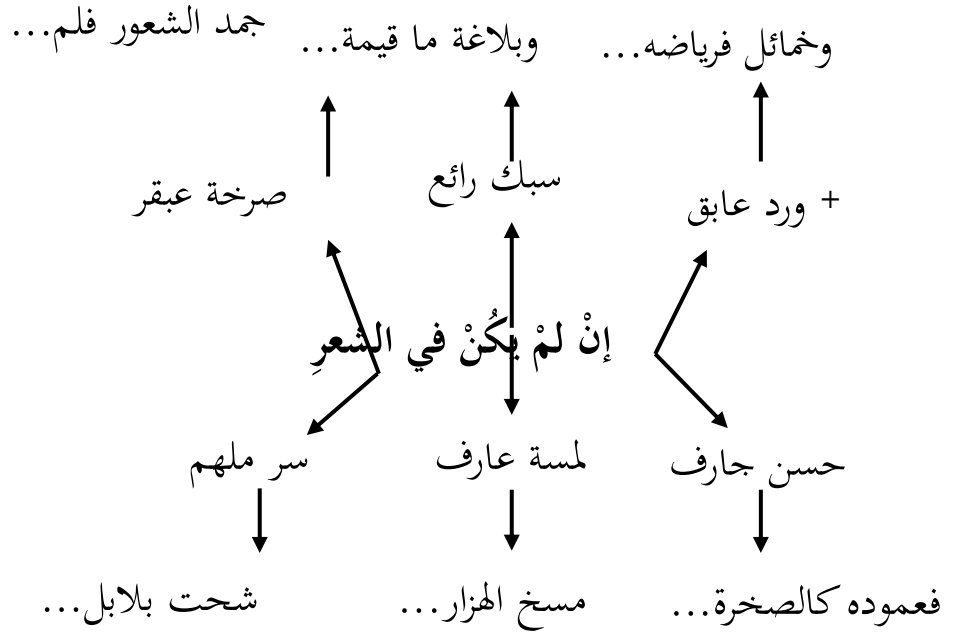 وخمائل فرياضه...
وبلاغة ما قيمة...
جمد الشعور فلم...
+ ورد عابق
سبك رائع
صرخة عبقر
إنْ لمْ يكُنْ في الشعرِ
حسن جارف
لمسة عارف
سر ملهم
فعموده كالصخرة...
مسخ الهزار...
شحت بلابل...